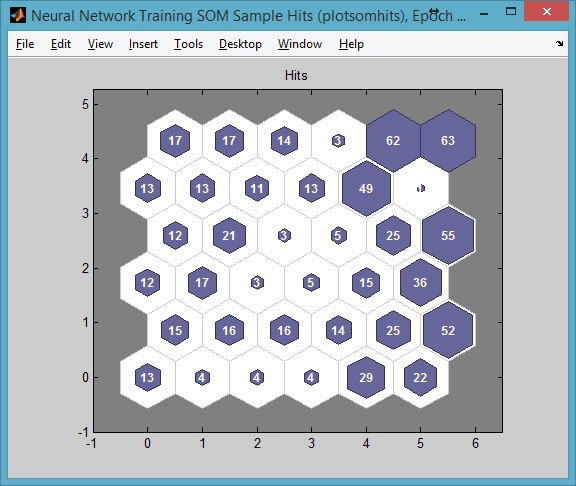 Neural Network Training SOM Sample Hits (plotsomhits), Epoch ...
File Edit View Insert Tools Desktop Window Help
Hits
5
17 17 14 3 62 63
4
13 13 11 13 49
3
12 21 3 5 25 55
2
12 17 3 5 15 36
1
15 16 16 14 25 52
0
13 4 4 4 29 22
-1
-1 0 1 2 3 4 5 6